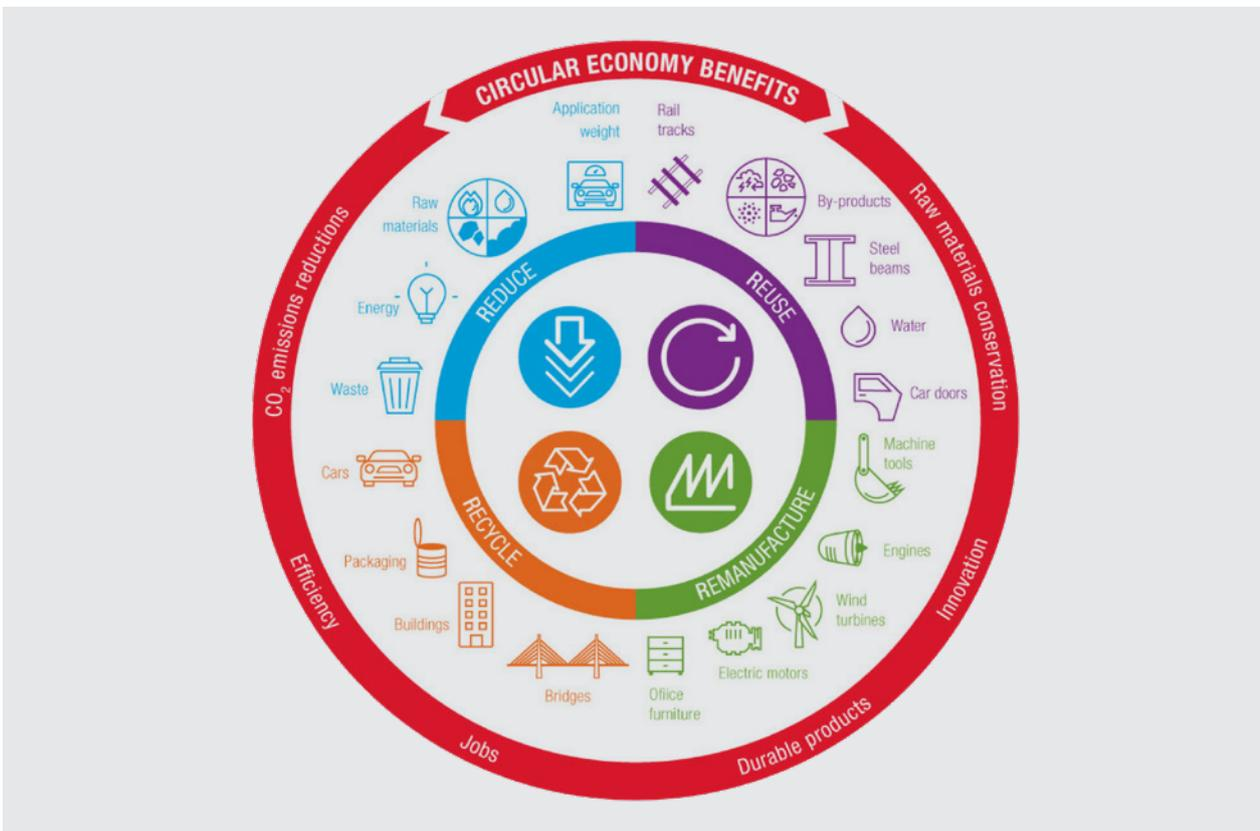 CIRCULAR ECONOMY BENEFITS
Application
weight
Rail
tracks
Raw
materials
By-products
Steel
beams
Energy
Water
Waste
Car doors
Cars
Machine
tools
Packaging
Engines
Buildings
Wind
turbines
Bridges
Electric motors
Ofiice
furniture
REDUCE
REUSE
RECYCLE
REMANUFACTURE
CO₂ emissions reductions
Raw materials conservation
Efficiency
Innovation
Jobs
Durable products